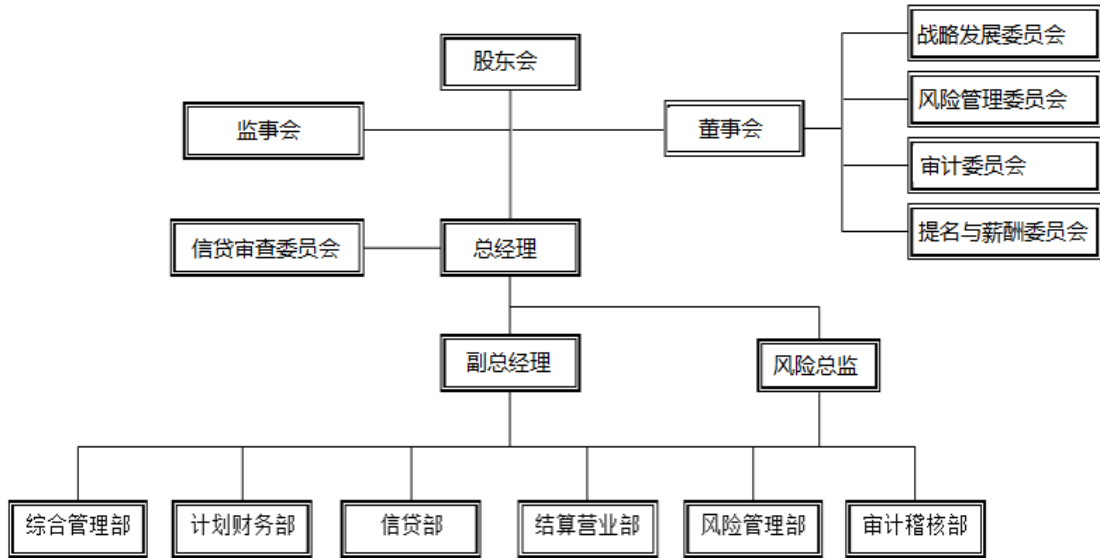 股东会
监事会
董事会
战略发展委员会
风险管理委员会
审计委员会
提名与薪酬委员会
信贷审查委员会
总经理
副总经理
风险总监
综合管理部
计划财务部
信贷部
结算营业部
风险管理部
审计稽核部